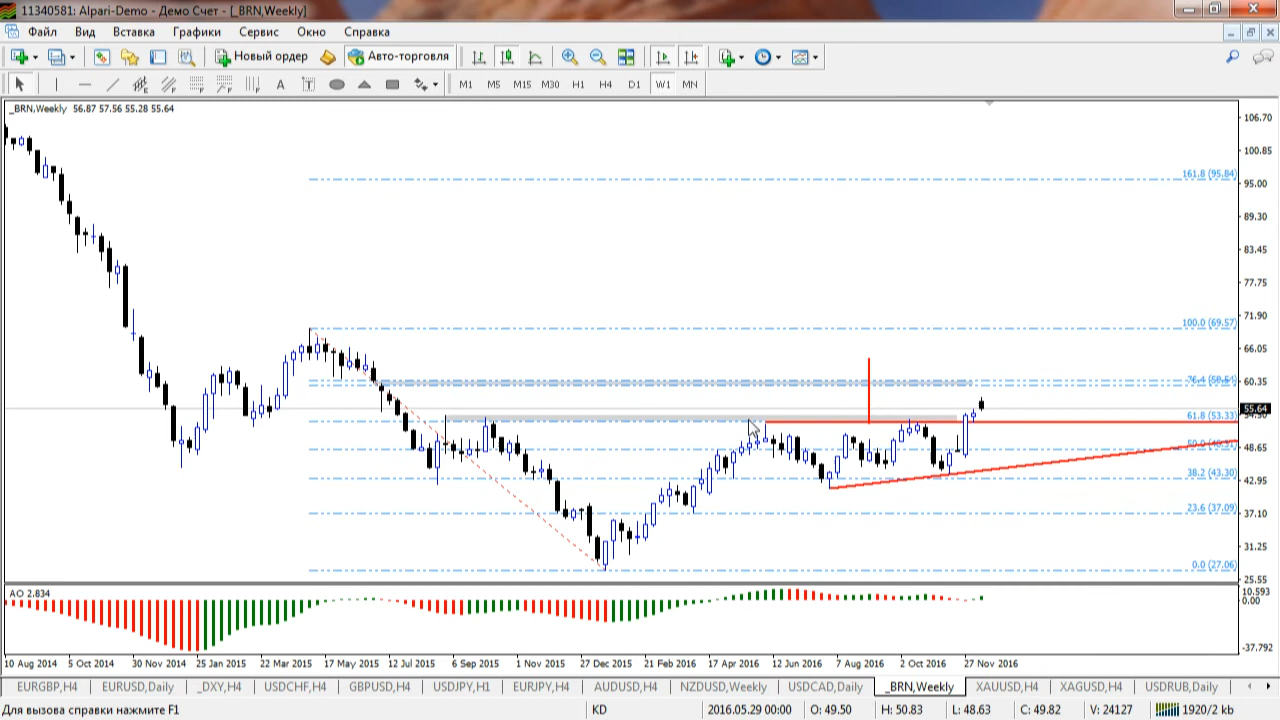 11340581: Alpari-Demo - Демо Счет - [_BRN,Weekly]
Файл Вид Вставка Графики Сервис Окно Справка
Новый ордер Авто-торговля
A T M1 M5 M15 M30 H1 H4 D1 W1 MN
_BRN,Weekly 56.87 57.56 55.28 55.64
106.70
100.85
161.8 (95.84)
95.00
89.30
83.45
77.75
100.0 (69.57)
71.90
66.05
76.4 (59.54)
60.35
55.64
61.8 (53.33)
54.50
48.65
38.2 (43.30)
42.95
23.6 (37.09)
37.10
31.25
0.0 (27.06)
25.55
AO 2.834
10.593
0.00
-37.792
10 Aug 2014 5 Oct 2014 30 Nov 2014 25 Jan 2015 22 Mar 2015 17 May 2015 12 Jul 2015 6 Sep 2015 1 Nov 2015 27 Dec 2015 21 Feb 2016 17 Apr 2016 12 Jun 2016 7 Aug 2016 2 Oct 2016 27 Nov 2016
EURGBP,H4 EURUSD,Daily _DXY,H4 USDCHF,H4 GBPUSD,H4 USDJPY,H1 EURJPY,H4 AUDUSD,H4 NZDUSD,Weekly USDCAD,Daily _BRN,Weekly XAUUSD,H4 XAGUSD,H4 USDRUB,Daily
Для вызова справки нажмите F1 KD 2016.05.29 00:00 O: 49.50 H: 50.83 L: 48.63 C: 49.82 V: 24127 1920/2 kb